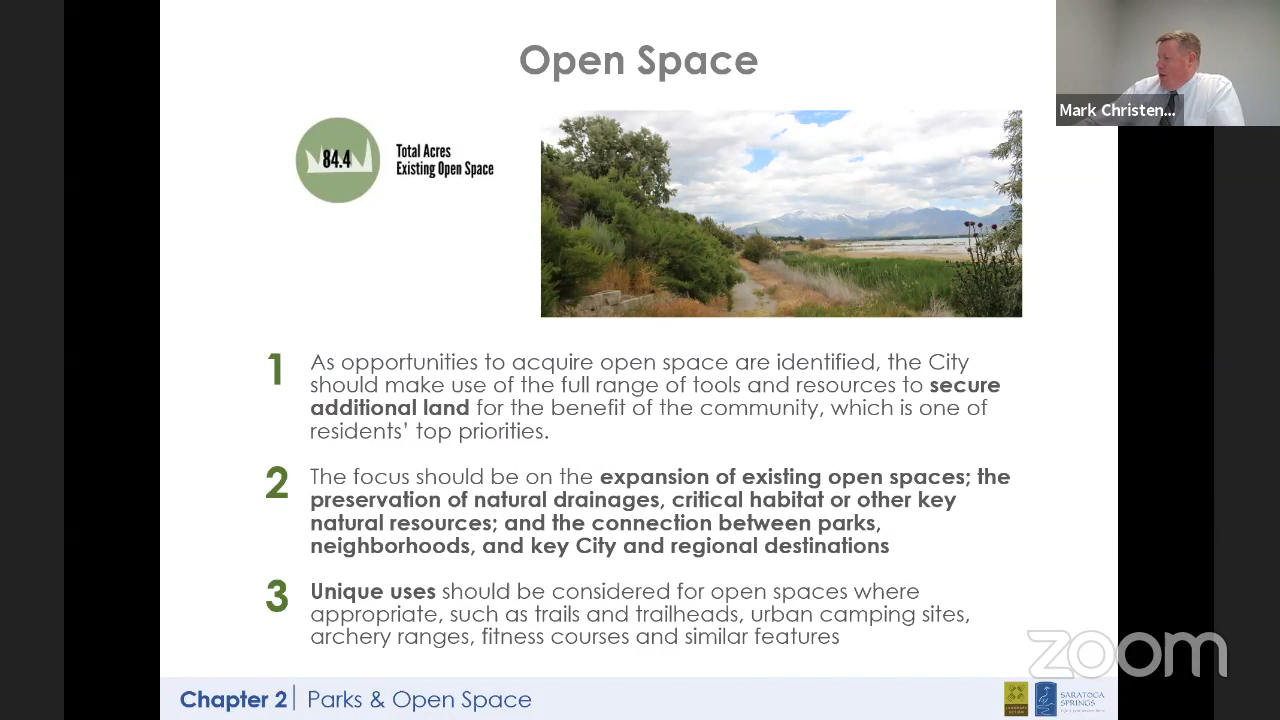 Open Space
Mark Christen...
84.4
Total Acres
Existing Open Space
1
As opportunities to acquire open space are identified, the City
should make use of the full range of tools and resources to secure
additional land for the benefit of the community, which is one of
residents’ top priorities.
2
The focus should be on the expansion of existing open spaces; the
preservation of natural drainages, critical habitat or other key
natural resources; and the connection between parks,
neighborhoods, and key City and regional destinations
3
Unique uses should be considered for open spaces where
appropriate, such as trails and trailheads, urban camping sites,
archery ranges, fitness courses and similar features
zoom
Chapter 2 | Parks & Open Space
SARATOGA
SPRINGS